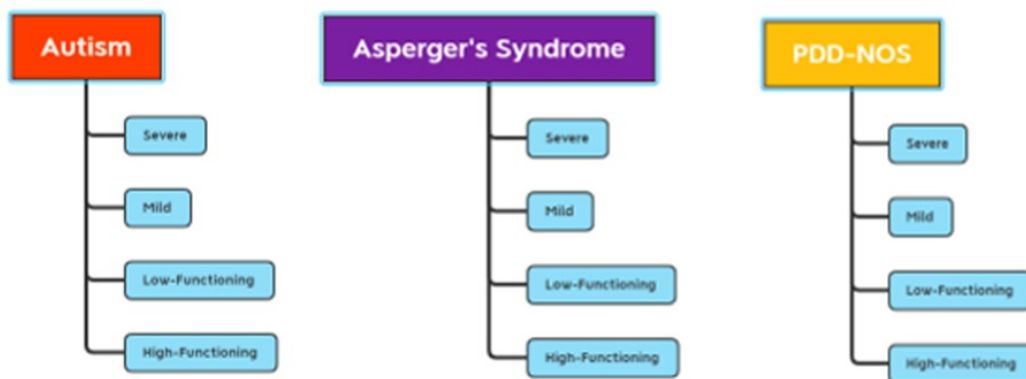 Autism
Severe
Mild
Low-Functioning
High-Functioning
Asperger's Syndrome
Severe
Mild
Low-Functioning
High-Functioning
PDD-NOS
Severe
Mild
Low-Functioning
High-Functioning